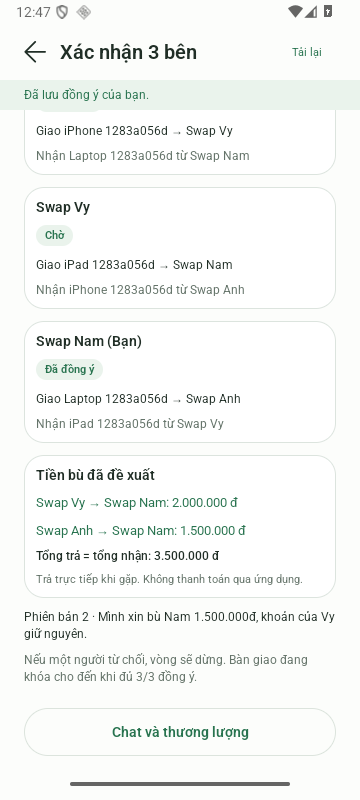 12:47
Xác nhận 3 bên
Tải lại
Đã lưu đồng ý của bạn.
Giao iPhone 1283a056d → Swap Vy
Nhận Laptop 1283a056d từ Swap Nam
Swap Vy
Chờ
Giao iPad 1283a056d → Swap Nam
Nhận iPhone 1283a056d từ Swap Anh
Swap Nam (Bạn)
Đã đồng ý
Giao Laptop 1283a056d → Swap Anh
Nhận iPad 1283a056d từ Swap Vy
Tiền bù đã đề xuất
Swap Vy → Swap Nam: 2.000.000 đ
Swap Anh → Swap Nam: 1.500.000 đ
Tổng trả = tổng nhận: 3.500.000 đ
Trả trực tiếp khi gặp. Không thanh toán qua ứng dụng.
Phiên bản 2 · Mình xin bù Nam 1.500.000đ, khoản của Vy
giữ nguyên.
Nếu một người từ chối, vòng sẽ dừng. Bàn giao đang
khóa cho đến khi đủ 3/3 đồng ý.
Chat và thương lượng